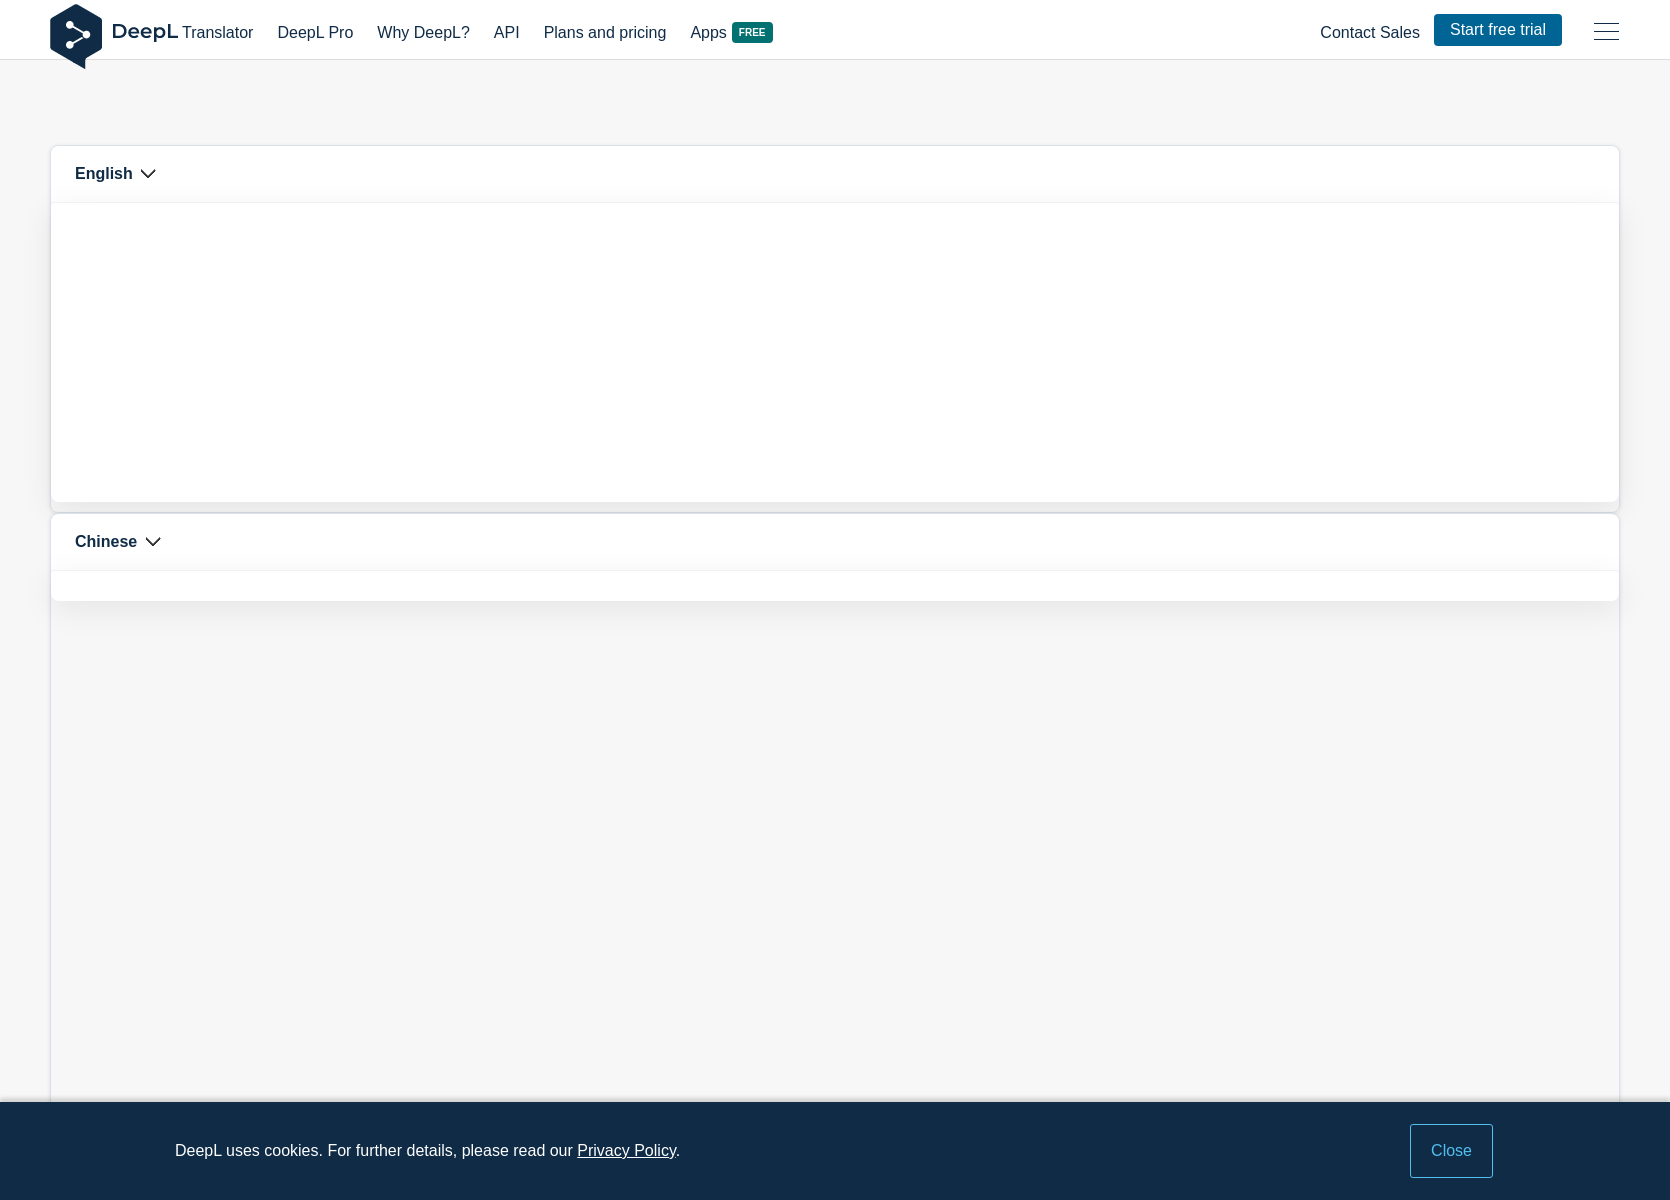 DeepL Translator DeepL Pro Why DeepL? API Plans and pricing Apps FREE Contact Sales Start free trial
English
Chinese
DeepL uses cookies. For further details, please read our Privacy Policy. Close